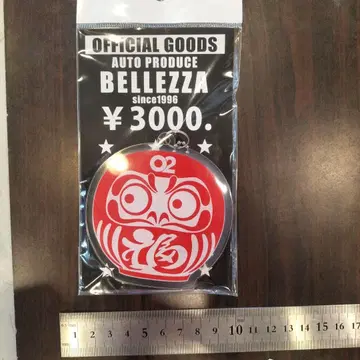 OFFICIAL GOODS
AUTO PRODUCE
BELLEZZA
since1996
￥3000.
02
福
1 2 3 4 5 6 7 8 9 10 11 12 13 14 15 16 17